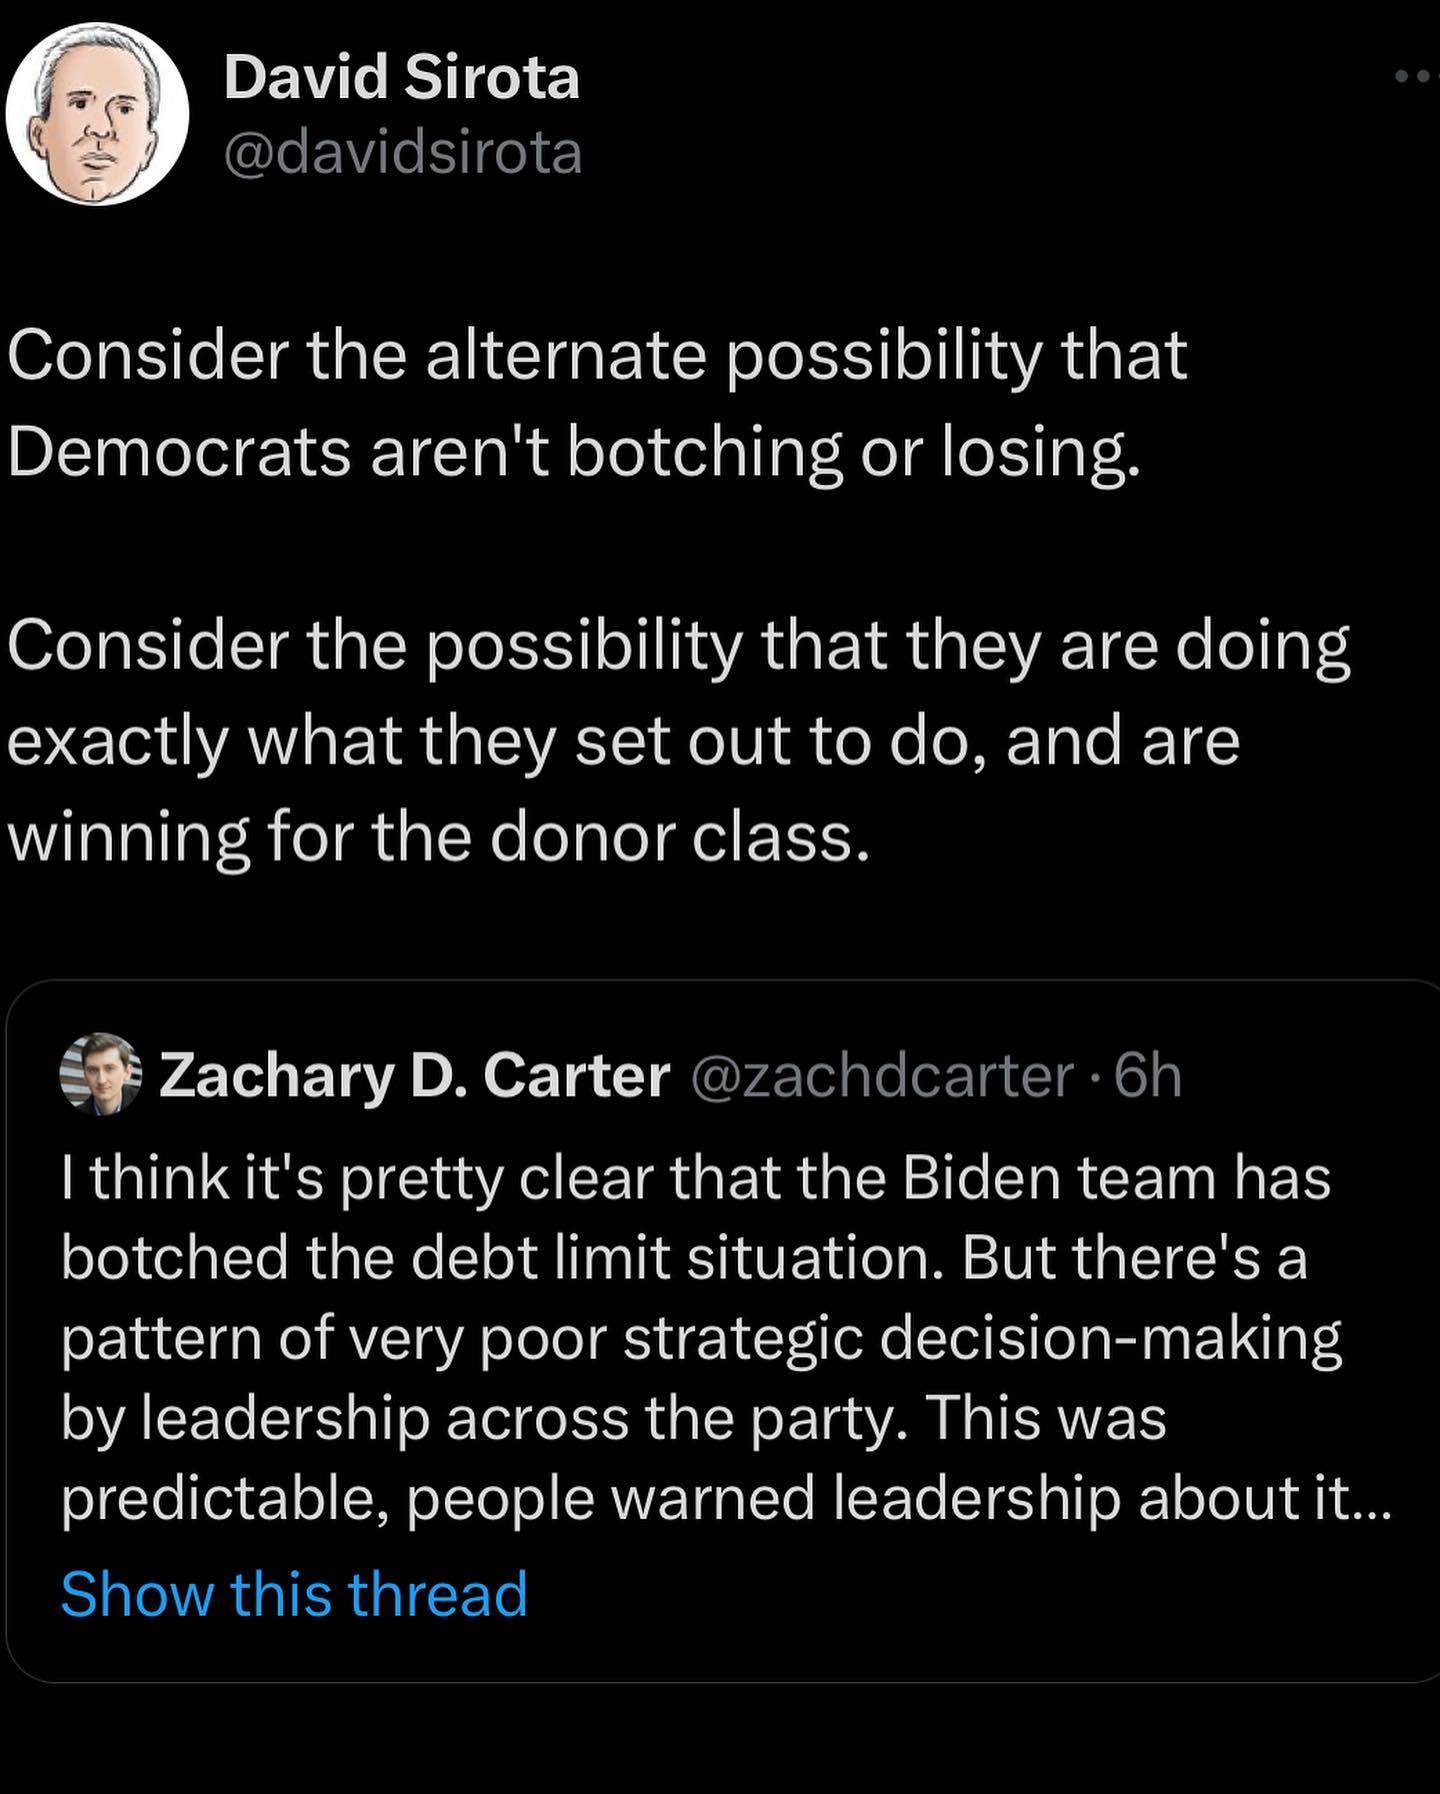 David Sirota
@davidsirota
Consider the alternate possibility that
Democrats aren't botching or losing.
Consider the possibility that they are doing
exactly what they set out to do, and are
winning for the donor class.
Zachary D. Carter @zachdcarter · 6h
I think it's pretty clear that the Biden team has
botched the debt limit situation. But there's a
pattern of very poor strategic decision-making
by leadership across the party. This was
predictable, people warned leadership about it...
Show this thread